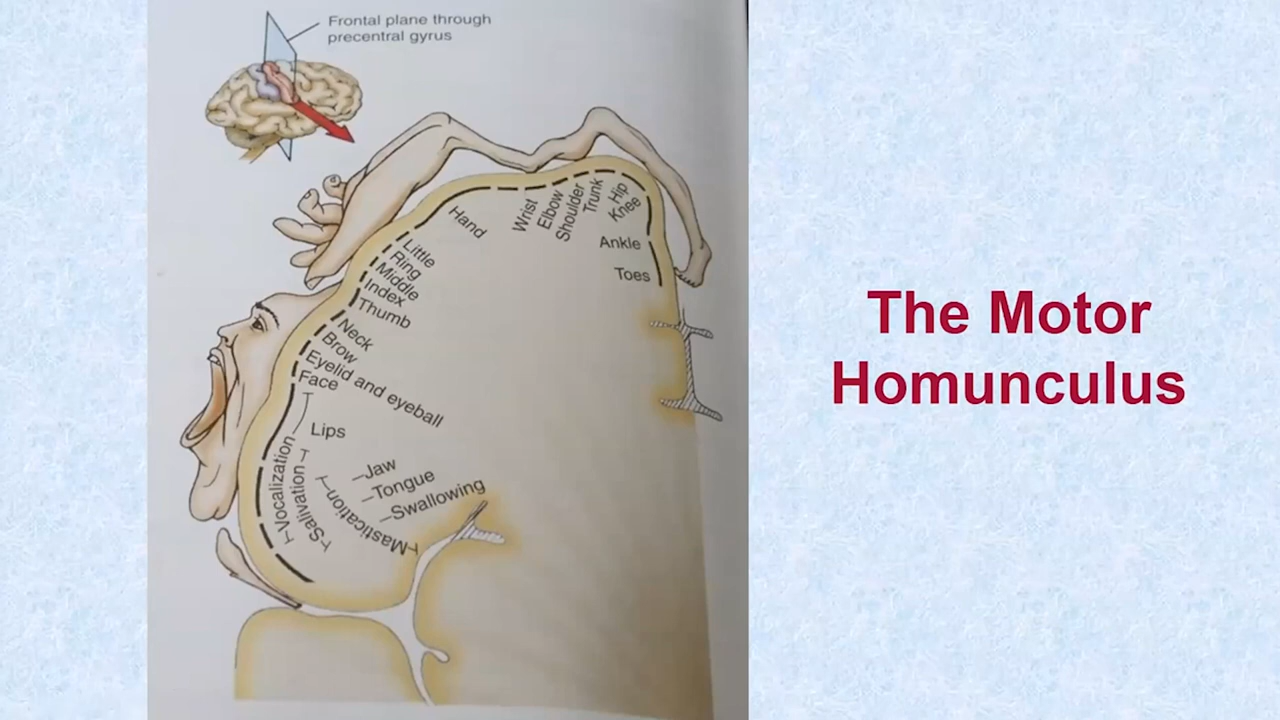 Frontal plane through
precentral gyrus
Toes
Ankle
Knee
Hip
Trunk
Shoulder
Elbow
Wrist
Hand
Little
Ring
Middle
Index
Thumb
Neck
Brow
Eyelid and eyeball
Face
Lips
Jaw
Tongue
Swallowing
Vocalization
Salivation
Mastication
The Motor
Homunculus